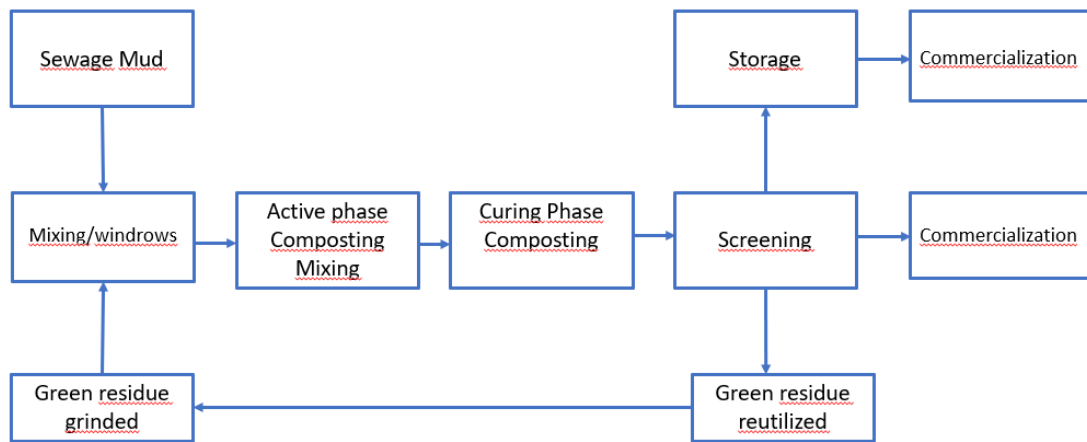 Sewage Mud
Storage
Commercialization
Mixing/windrows
Active phase
Composting
Mixing
Curing Phase
Composting
Screening
Commercialization
Green residue
grinded
Green residue
reutilized